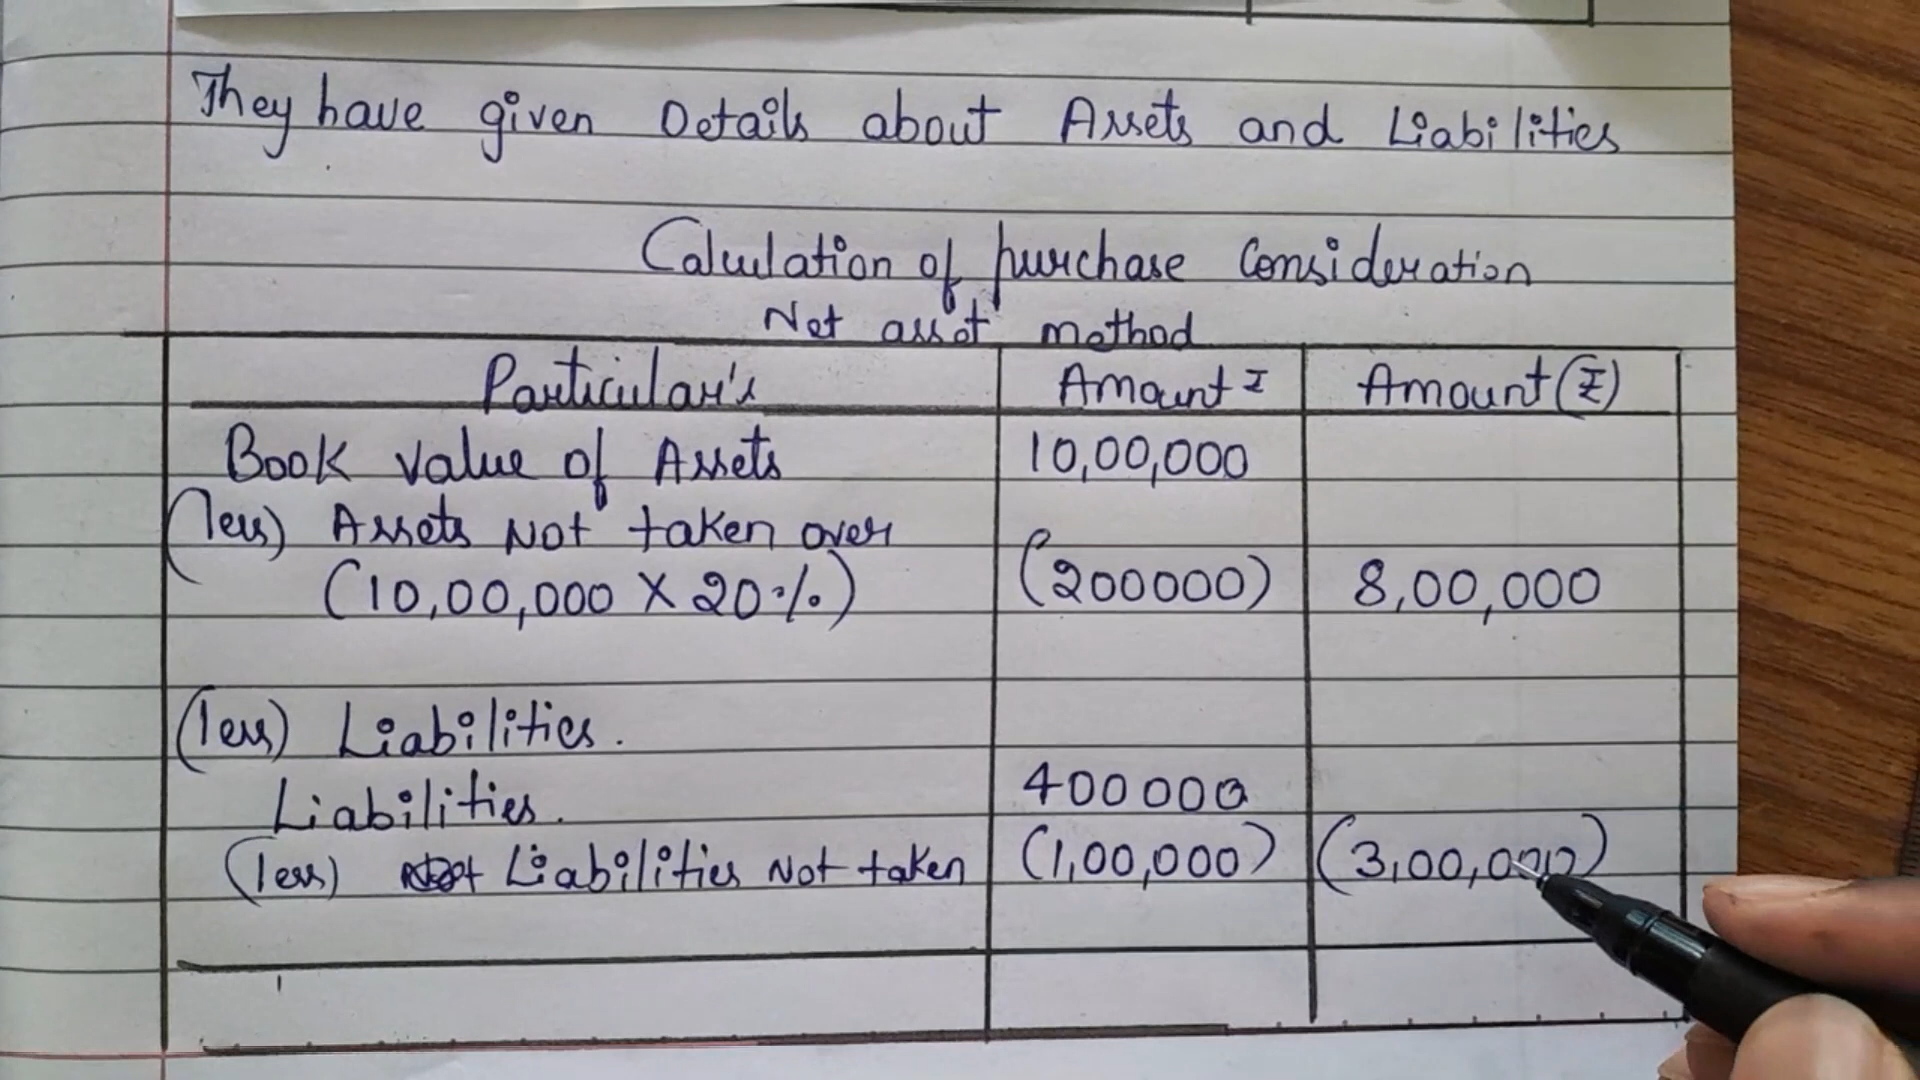 They have given Details about Assets and Liabilities
Calculation of purchase Consideration
Net asset method
Particular's Amount ₹ Amount (₹)
Book value of Assets 10,00,000
(less) Assets Not taken over
(10,00,000 X 20%) (200000) 8,00,000
(less) Liabilities.
Liabilities. 400000
(less) Liabilities Not taken (1,00,000) (3,00,000)